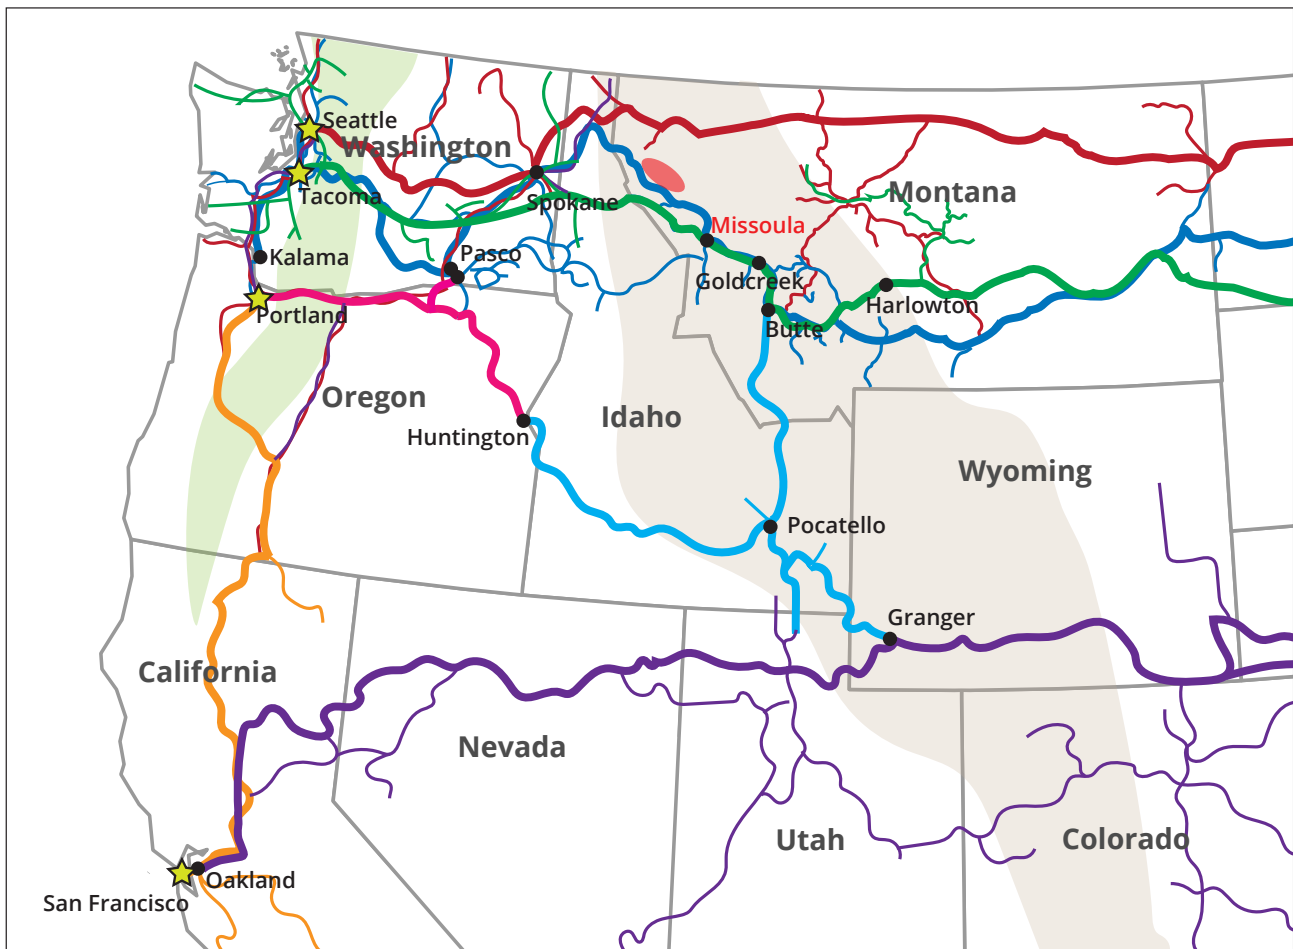 Seattle
Washington
Tacoma
Spokane
Montana
Missoula
Kalama
Pasco
Goldcreek
Harlowton
Portland
Butte
Oregon
Idaho
Huntington
Wyoming
Pocatello
Granger
California
Nevada
Utah
Colorado
Oakland
San Francisco